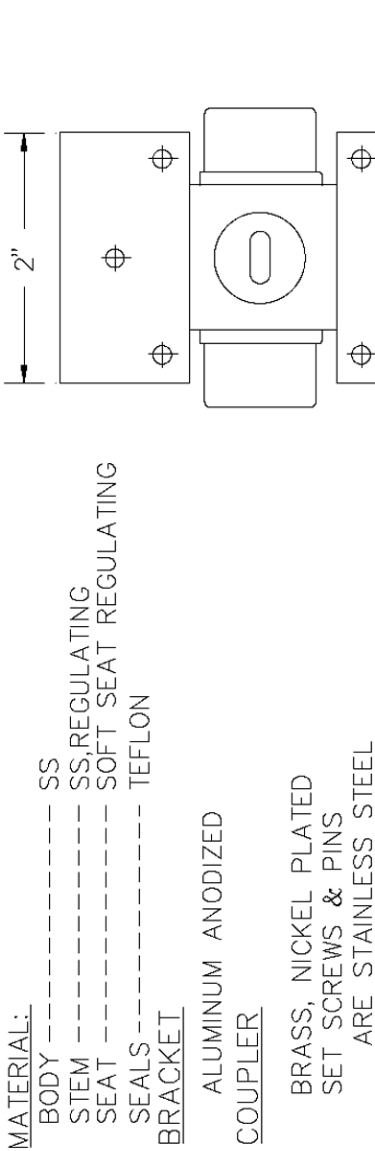 MATERIAL:
BODY ------------- SS
STEM ------------- SS,REGULATING
SEAT ------------- SOFT SEAT REGULATING
SEALS ------------- TEFLON
BRACKET
ALUMINUM ANODIZED
COUPLER
BRASS, NICKEL PLATED
SET SCREWS & PINS
ARE STAINLESS STEEL
2"